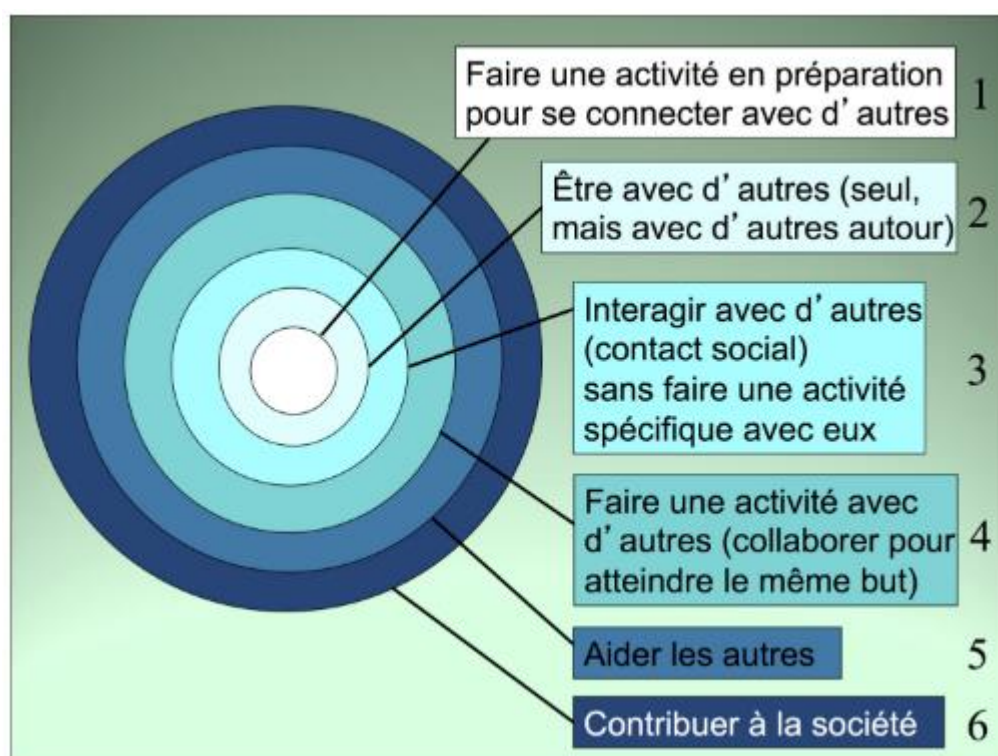 Faire une activité en préparation
pour se connecter avec d’autres
1
Être avec d’autres (seul,
mais avec d’autres autour)
2
Interagir avec d’autres
(contact social)
sans faire une activité
spécifique avec eux
3
Faire une activité avec
d’autres (collaborer pour
atteindre le même but)
4
Aider les autres
5
Contribuer à la société
6